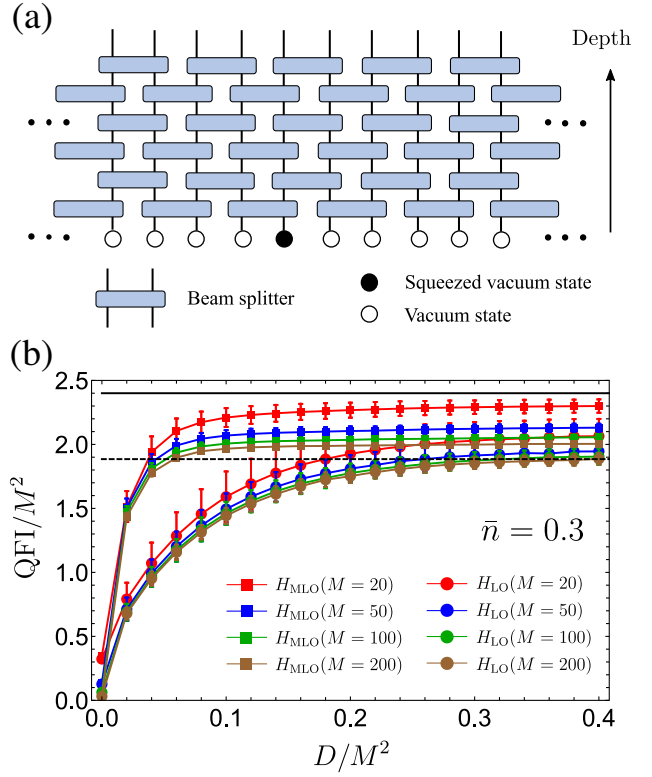 (a)
Depth
• • •
• • •
• • •
• • •
Beam splitter
Squeezed vacuum state
Vacuum state
(b)
QFI/M²
2.5
2.0
1.5
1.0
0.5
0.0
n̄ = 0.3
H_MLO(M = 20)
H_MLO(M = 50)
H_MLO(M = 100)
H_MLO(M = 200)
H_LO(M = 20)
H_LO(M = 50)
H_LO(M = 100)
H_LO(M = 200)
0.0 0.1 0.2 0.3 0.4
D/M²